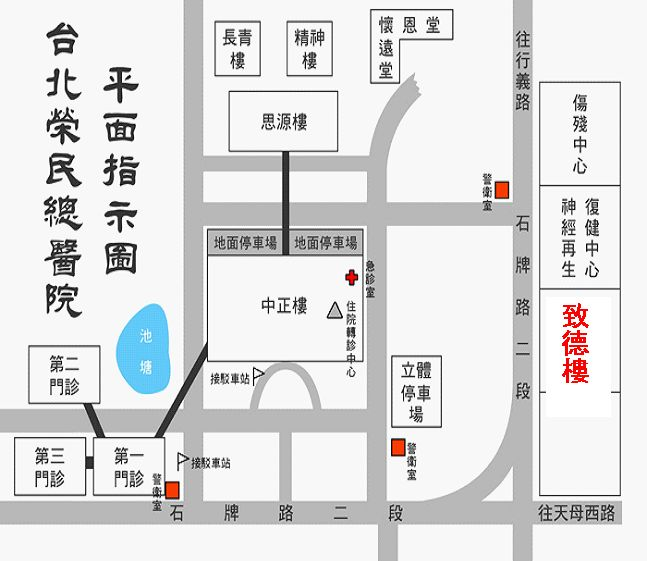 台北榮民總醫院
平面指示圖
長青樓
精神樓
懷恩堂
懷遠堂
思源樓
往行義路
傷殘中心
警衛室
復健中心
神經再生
石牌路二段
地面停車場
地面停車場
急診室
中正樓
住院轉診中心
致德樓
池塘
第二門診
接駁車站
立體停車場
第三門診
第一門診
接駁車站
警衛室
警衛室
石牌路二段
往天母西路